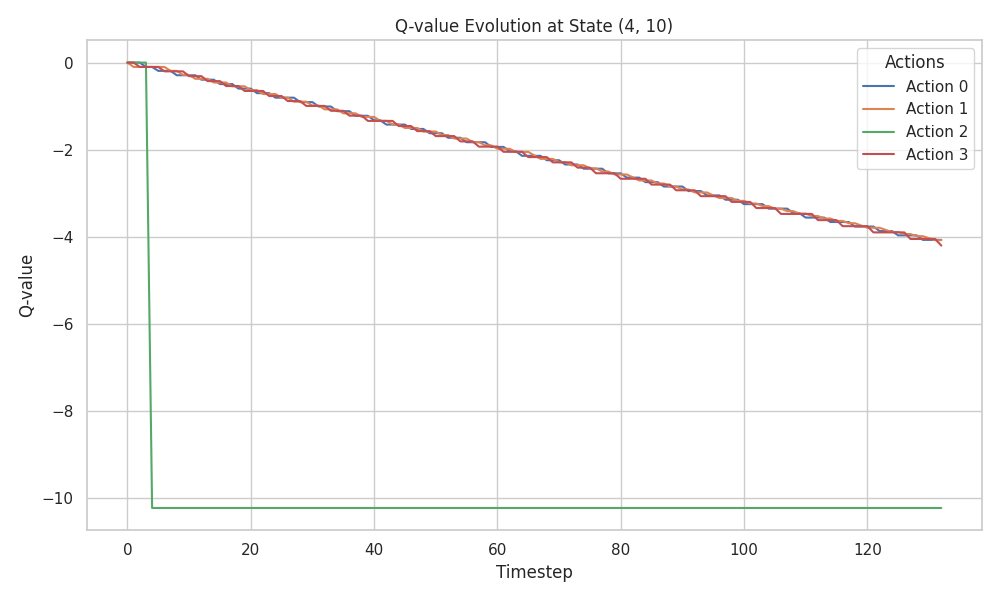 Q-value Evolution at State (4, 10)
Actions
Action 0
Action 1
Action 2
Action 3
Q-value
0
−2
−4
−6
−8
−10
0 20 40 60 80 100 120
Timestep